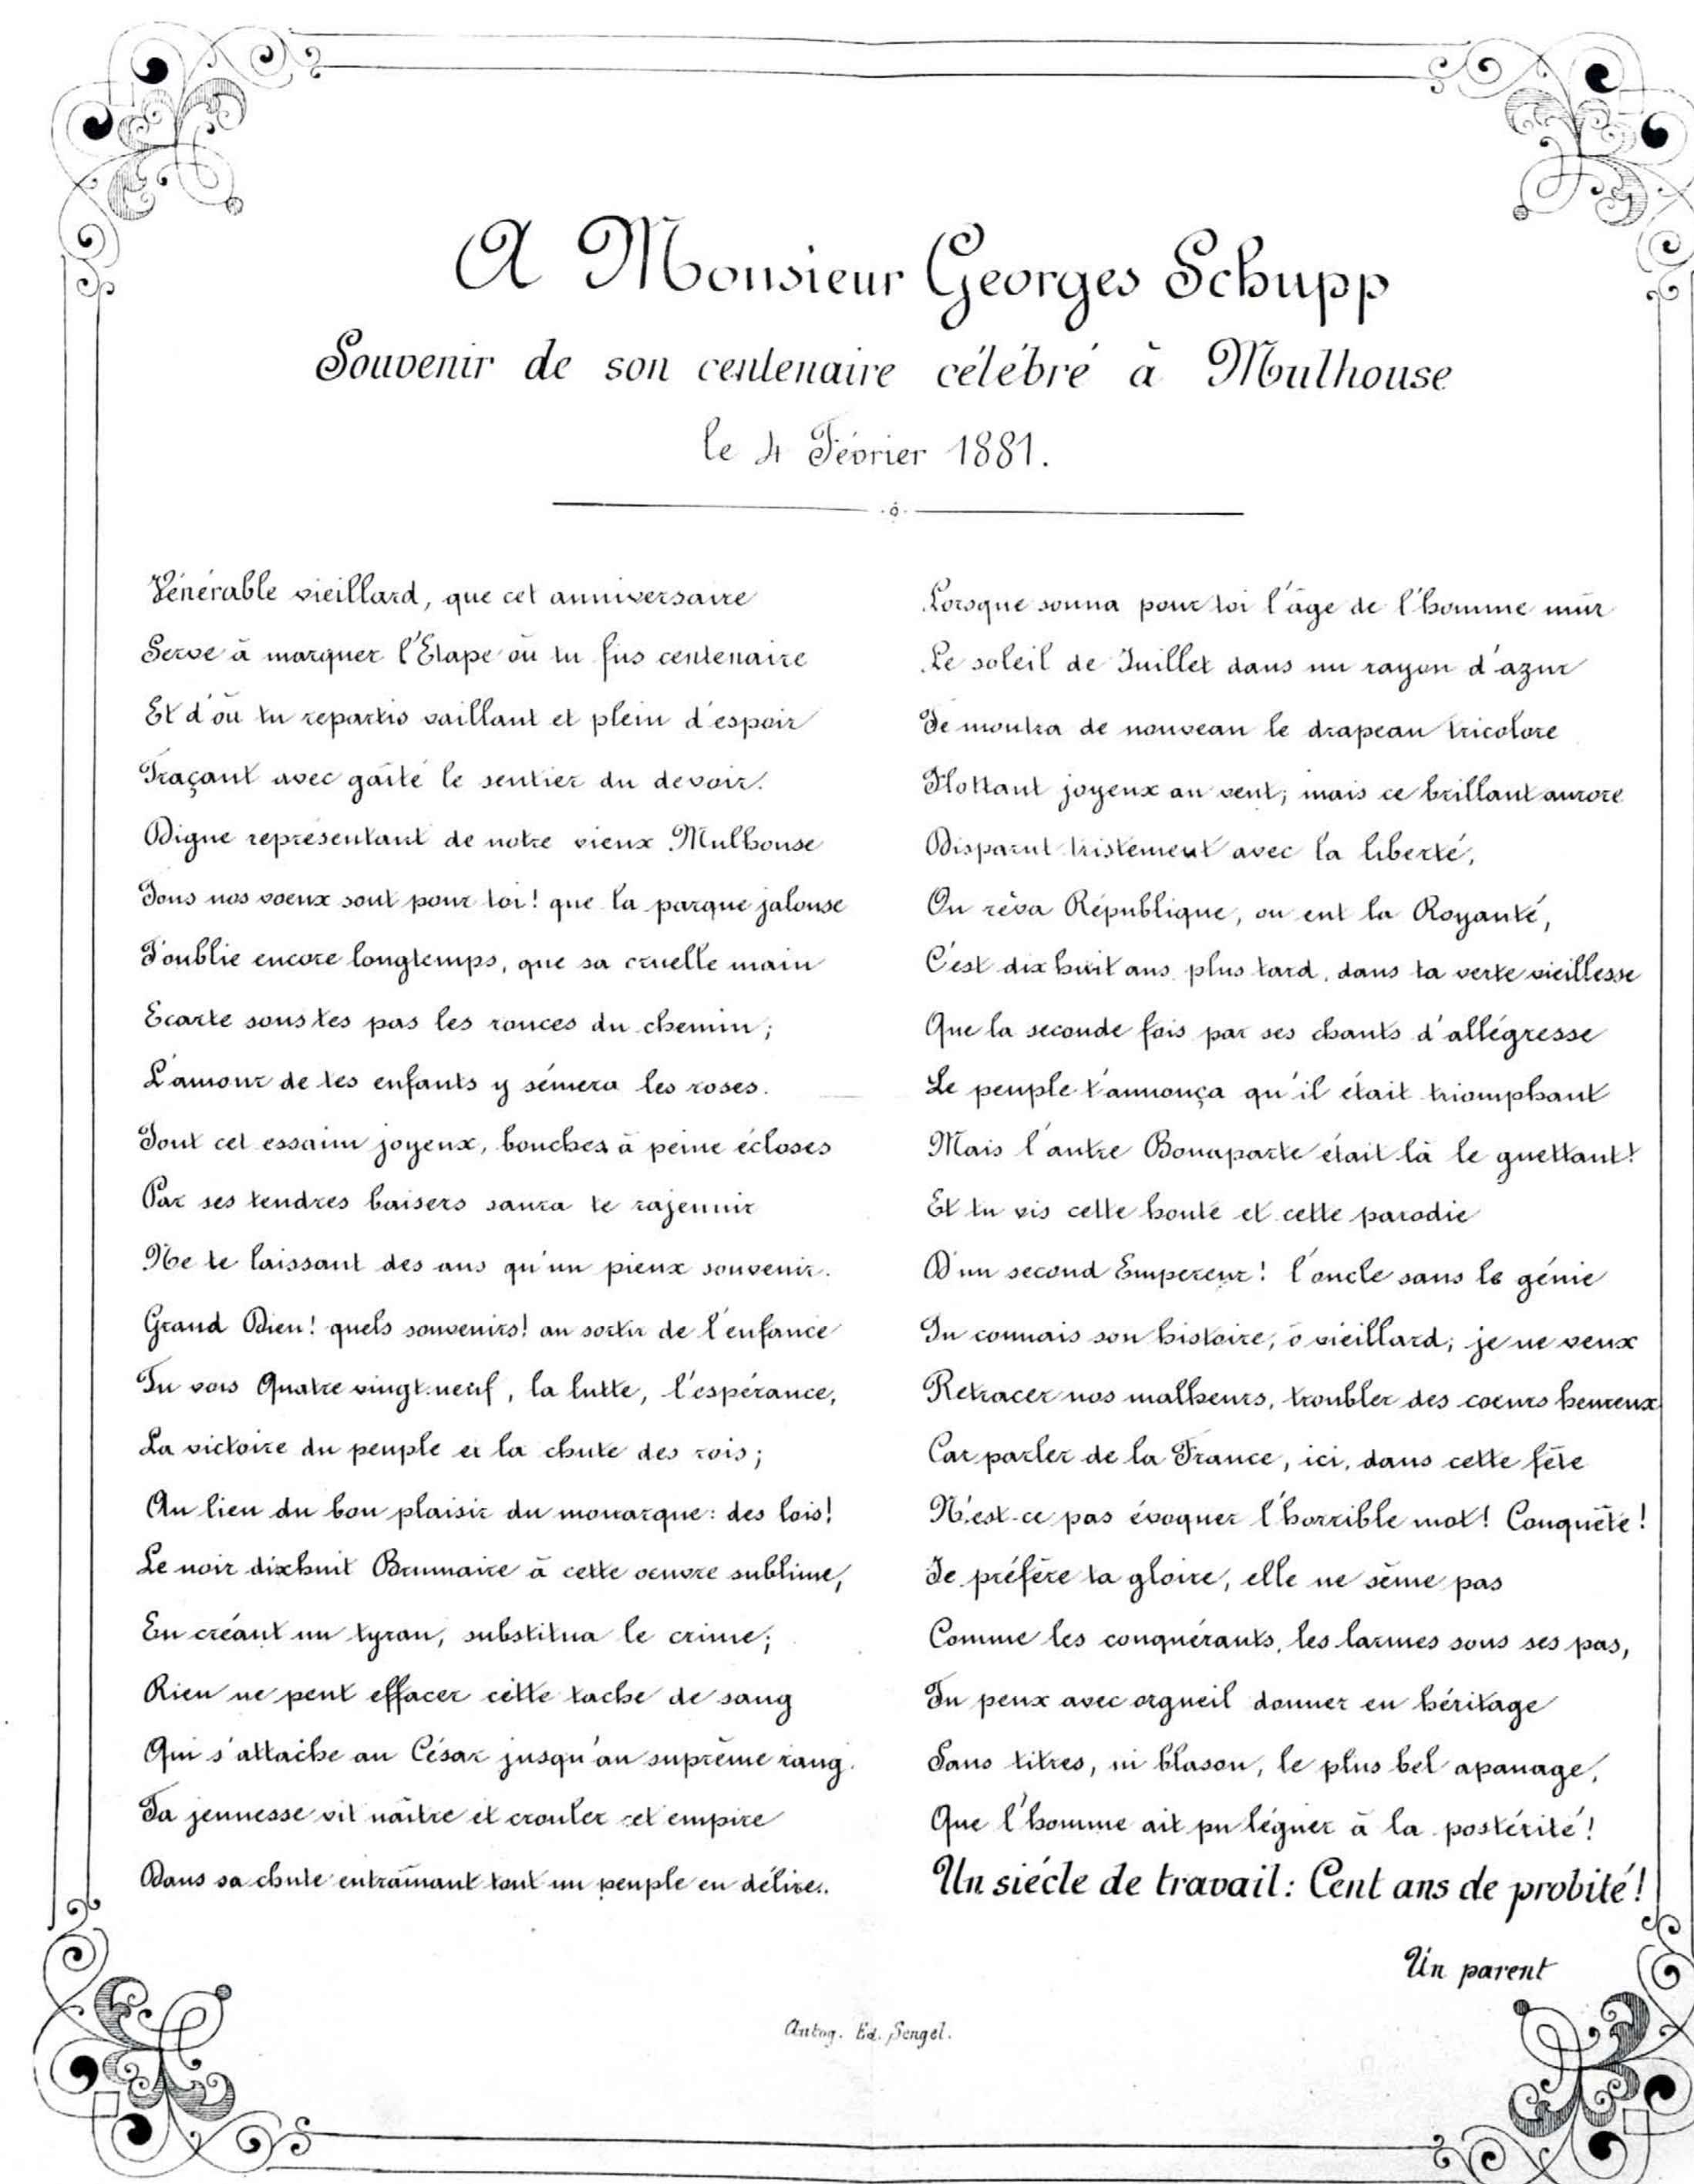 A Monsieur Georges Schupp
Souvenir de son centenaire célébré à Mulhouse
le 4 Février 1881.
Vénérable vieillard, que cet anniversaire
Serve à marquer l'Etape où tu fus centenaire
Et d'où tu repartis vaillant et plein d'espoir
Traçant avec gaîté le sentier du devoir.
Digne représentant de notre vieux Mulhouse
Tous nos voeux sont pour toi! que la parque jalouse
T'oublie encore longtemps, que sa cruelle main
Ecarte sous tes pas les ronces du chemin;
L'amour de tes enfants y sèmera les roses.
Tout cet essaim joyeux, bouches à peine écloses
Par ses tendres baisers saura te rajeunir
Ne te laissant des ans qu'un pieux souvenir.
Grand Dieu! quels souvenirs! au sortir de l'enfance
Tu vois Quatre vingt-neuf, la lutte, l'espérance,
La victoire du peuple et la chute des rois;
Au lieu du bon plaisir du monarque: des lois!
Le noir dixhuit Brumaire à cette oeuvre sublime,
En créant un tyran, substitua le crime;
Rien ne peut effacer cette tache de sang
Qui s'attache au César jusqu'au suprême rang.
Ta jeunesse vit naître et crouler cet empire
Dans sa chute entraînant tout un peuple en délire.
Lorsque sonna pour toi l'âge de l'homme mûr
Le soleil de Juillet dans un rayon d'azur
Te montra de nouveau le drapeau tricolore
Flottant joyeux au vent; mais ce brillant aurore
Disparut tristement avec la liberté,
On rêva République, on eut la Royauté,
C'est dix huit ans plus tard, dans ta verte vieillesse
Que la seconde fois par ses chants d'allégresse
Le peuple t'annonça qu'il était triomphant
Mais l'autre Bonaparte était là le guettant!
Et tu vis cette honte et cette parodie
D'un second Empereur! l'oncle sans le génie
Tu connais son histoire, ô vieillard; je ne veux
Retracer nos malheurs, troubler des coeurs heureux
Car parler de la France, ici, dans cette fête
N'est-ce pas évoquer l'horrible mot! Conquête!
Je préfère ta gloire, elle ne sème pas
Comme les conquérants, les larmes sous ses pas,
Tu peux avec orgueil donner en héritage
Sans titres, ni blason, le plus bel apanage,
Que l'homme ait pu léguer à la postérité!
Un siècle de travail: Cent ans de probité!
Un parent
Autog. Ed. Sengel.